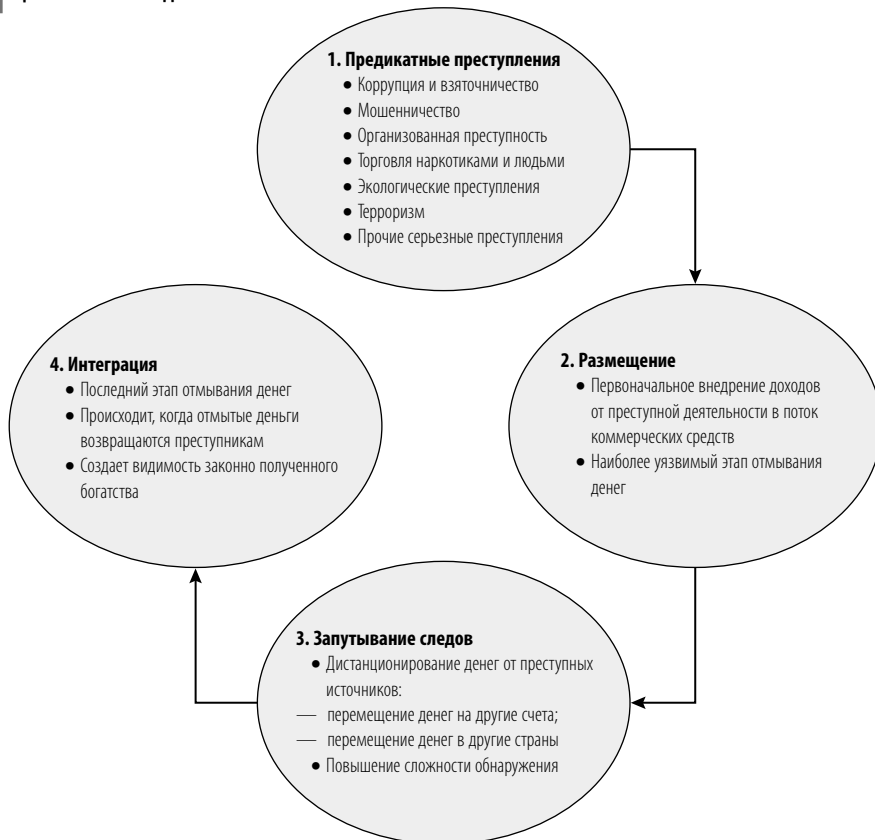 1. Предикатные преступления
● Коррупция и взяточничество
● Мошенничество
● Организованная преступность
● Торговля наркотиками и людьми
● Экологические преступления
● Терроризм
● Прочие серьезные преступления
2. Размещение
● Первоначальное внедрение доходов
от преступной деятельности в поток
коммерческих средств
● Наиболее уязвимый этап отмывания
денег
3. Запутывание следов
● Дистанционирование денег от преступных
источников:
— перемещение денег на другие счета;
— перемещение денег в другие страны
● Повышение сложности обнаружения
4. Интеграция
● Последний этап отмывания денег
● Происходит, когда отмытые деньги
возвращаются преступникам
● Создает видимость законно полученного
богатства